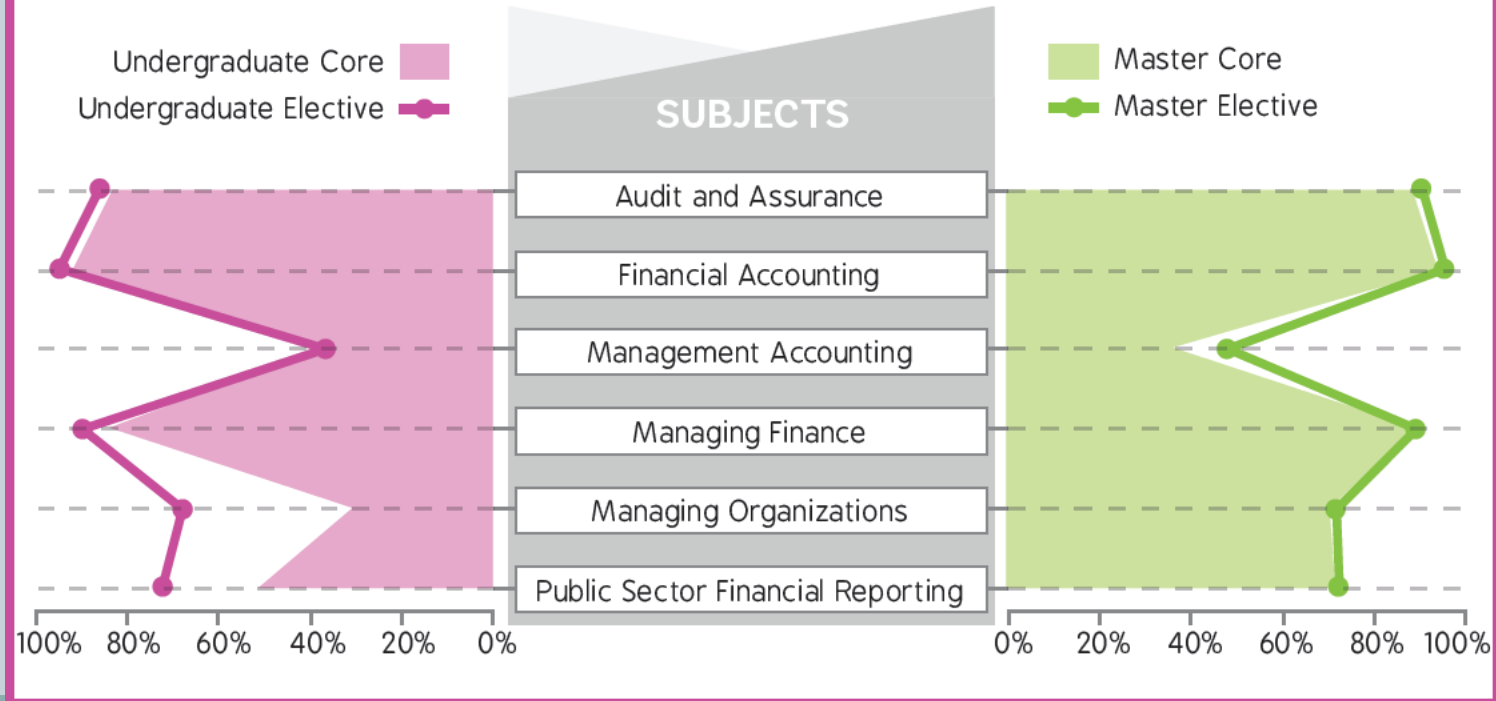 Undergraduate Core
Undergraduate Elective
SUBJECTS
Master Core
Master Elective
Audit and Assurance
Financial Accounting
Management Accounting
Managing Finance
Managing Organizations
Public Sector Financial Reporting
100% 80% 60% 40% 20% 0%
0% 20% 40% 60% 80% 100%